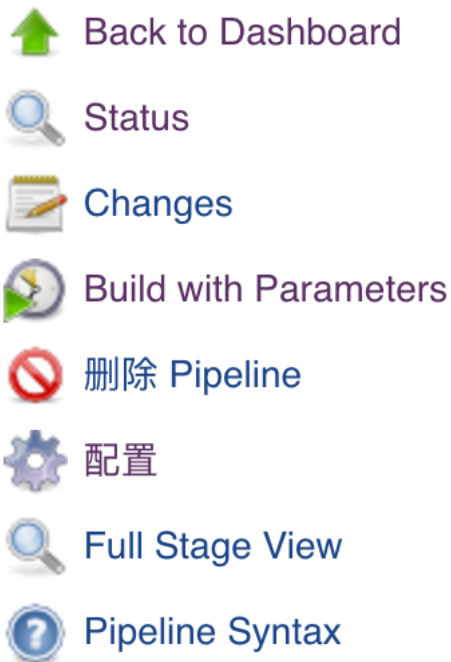 Back to Dashboard
Status
Changes
Build with Parameters
删除 Pipeline
配置
Full Stage View
Pipeline Syntax